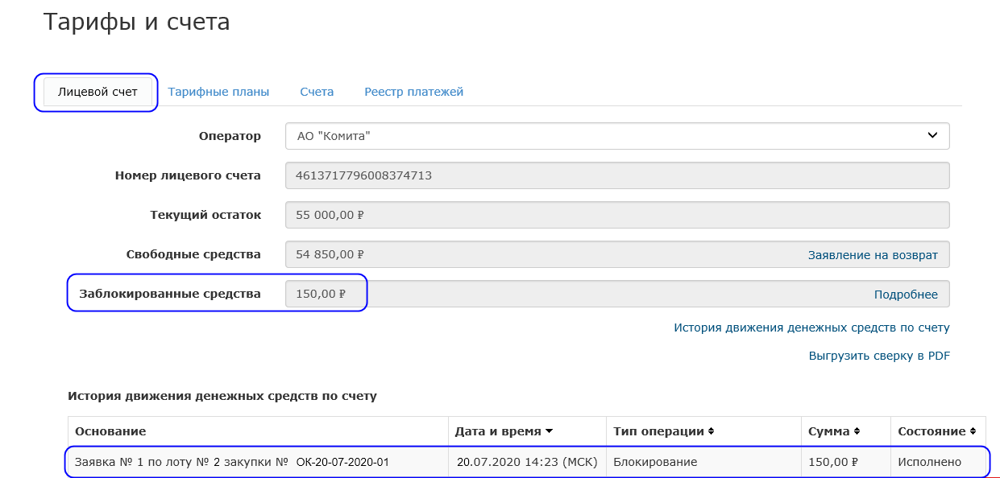 Тарифы и счета
Лицевой счет Тарифные планы Счета Реестр платежей
Оператор АО "Комита"
Номер лицевого счета 4613717796008374713
Текущий остаток 55 000,00 ₽
Свободные средства 54 850,00 ₽ Заявление на возврат
Заблокированные средства 150,00 ₽ Подробнее
История движения денежных средств по счету
Выгрузить сверку в PDF
История движения денежных средств по счету
Основание Дата и время Тип операции Сумма Состояние
Заявка № 1 по лоту № 2 закупки № ОК-20-07-2020-01 20.07.2020 14:23 (МСК) Блокирование 150,00 ₽ Исполнено